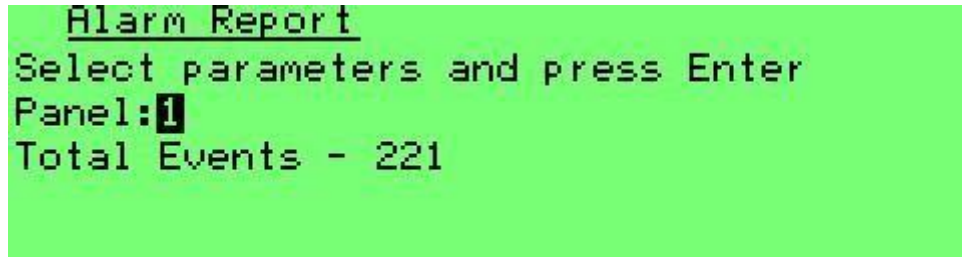 Alarm Report
Select parameters and press Enter
Panel:1
Total Events - 221